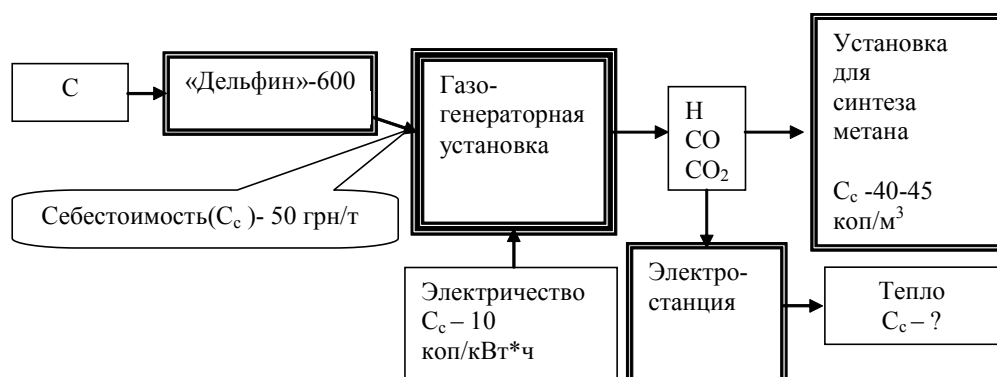 С
«Дельфин»-600
Себестоимость(Сс )- 50 грн/т
Газо-
генераторная
установка
Электричество
Сс – 10
коп/кВт*ч
Н
СО
СО2
Установка
для
синтеза
метана
Сс -40-45
коп/м3
Электро-
станция
Тепло
Сс – ?